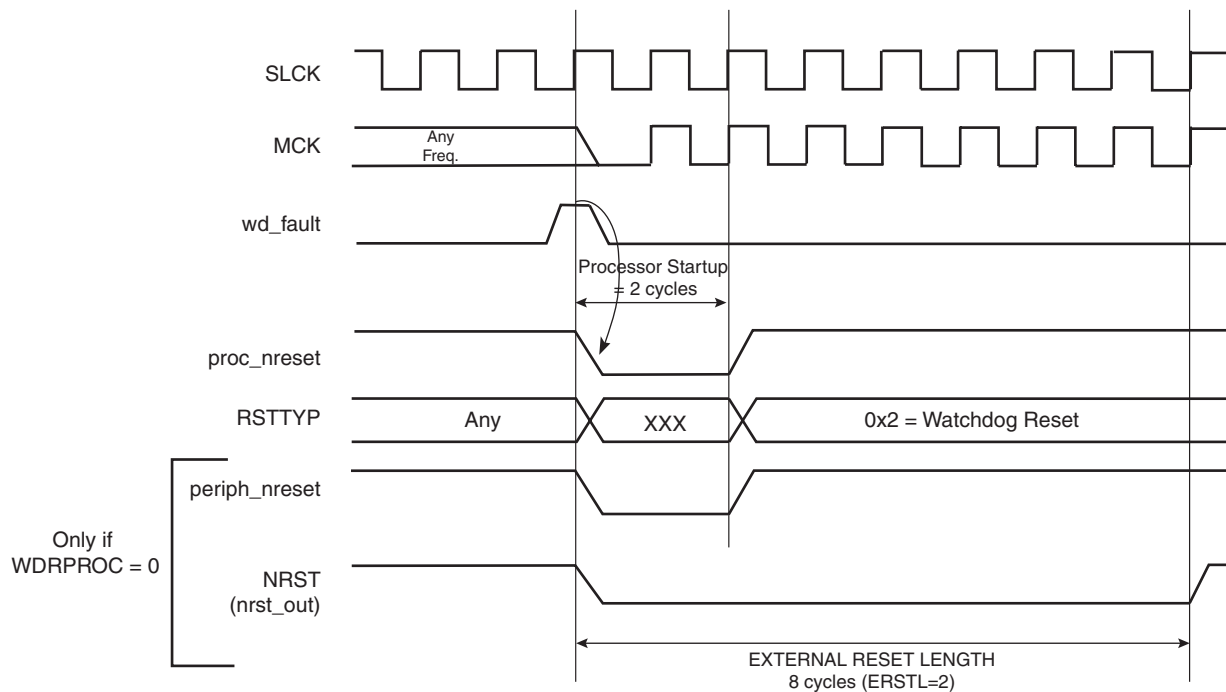 SLCK
MCK
Any
Freq.
wd_fault
Processor Startup
= 2 cycles
proc_nreset
RSTTYP
Any
XXX
0x2 = Watchdog Reset
periph_nreset
Only if
WDRPROC = 0
NRST
(nrst_out)
EXTERNAL RESET LENGTH
8 cycles (ERSTL=2)